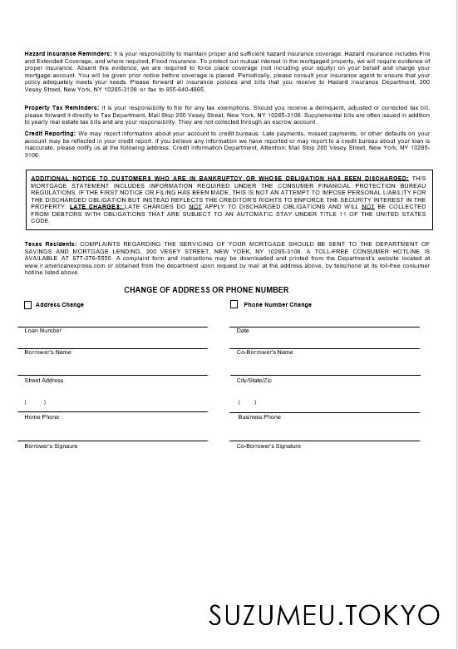 Hazard Insurance Reminders: It is your responsibility to maintain proper and sufficient hazard insurance coverage. Hazard insurance includes Fire
and Extended Coverage, and where required, Flood Insurance. To protect our mutual interest in the mortgaged property, we will require evidence of
proper insurance. Absent this evidence, we are required to force place coverage (not including your equity) on your behalf and charge your
mortgage account. You will be given prior notice before coverage is placed. Periodically, please consult your insurance agent to ensure that your
policy adequately meets your needs. Please forward all insurance policies and bills that you receive to Hazard Insurance Department, 200
Vesey Street, New York, NY 10285-3106 or fax to 855-640-4865.
Property Tax Reminders: It is your responsibility to file for any tax exemptions. Should you receive a delinquent, adjusted or corrected tax bill,
please forward it directly to Tax Department, Mail Stop 200 Vesey Street, New York, NY 10285-3106. Supplemental bills are often issued in addition
to yearly real estate tax bills and are your responsibility. They are not collected through an escrow account.
Credit Reporting: We may report information about your account to credit bureaus. Late payments, missed payments, or other defaults on your
account may be reflected in your credit report. If you believe any information we have reported or may report to a credit bureau about your loan is
inaccurate, please notify us at the following address: Credit Information Department, Attention: Mail Stop 200 Vesey Street, New York, NY 10285-
3106.
ADDITIONAL NOTICE TO CUSTOMERS WHO ARE IN BANKRUPTCY OR WHOSE OBLIGATION HAS BEEN DISCHARGED: THIS
MORTGAGE STATEMENT INCLUDES INFORMATION REQUIRED UNDER THE CONSUMER FINANCIAL PROTECTION BUREAU
REGULATIONS. IF THE FIRST NOTICE OR FILING HAS BEEN MADE, THIS IS NOT AN ATTEMPT TO IMPOSE PERSONAL LIABILITY FOR
THE DISCHARGED OBLIGATION BUT INSTEAD REFLECTS THE CREDITOR'S RIGHTS TO ENFORCE THE SECURITY INTEREST IN THE
PROPERTY. LATE CHARGES: LATE CHARGES DO NOT APPLY TO DISCHARGED OBLIGATIONS AND WILL NOT BE COLLECTED
FROM DEBTORS WITH OBLIGATIONS THAT ARE SUBJECT TO AN AUTOMATIC STAY UNDER TITLE 11 OF THE UNITED STATES
CODE.
Texas Residents: COMPLAINTS REGARDING THE SERVICING OF YOUR MORTGAGE SHOULD BE SENT TO THE DEPARTMENT OF
SAVINGS AND MORTGAGE LENDING, 200 VESEY STREET, NEW YOEK, NY 10285-3106. A TOLL-FREE CONSUMER HOTLINE IS
AVAILABLE AT 877-276-5550. A complaint form and instructions may be downloaded and printed from the Department's website located at
or obtained from the department upon request by mail at the address above, by telephone at its toll-free consumer
hotline listed above.
CHANGE OF ADDRESS OR PHONE NUMBER
Address Change
Phone Number Change
Loan Number
Date
Borrower's Name
Co-Borrower's Name
Street Address
City/State/Zip
( )
( )
Home Phone
Business Phone
Borrower's Signaure
Co-Borrower's Signature
SUZUMEU.TOKYO